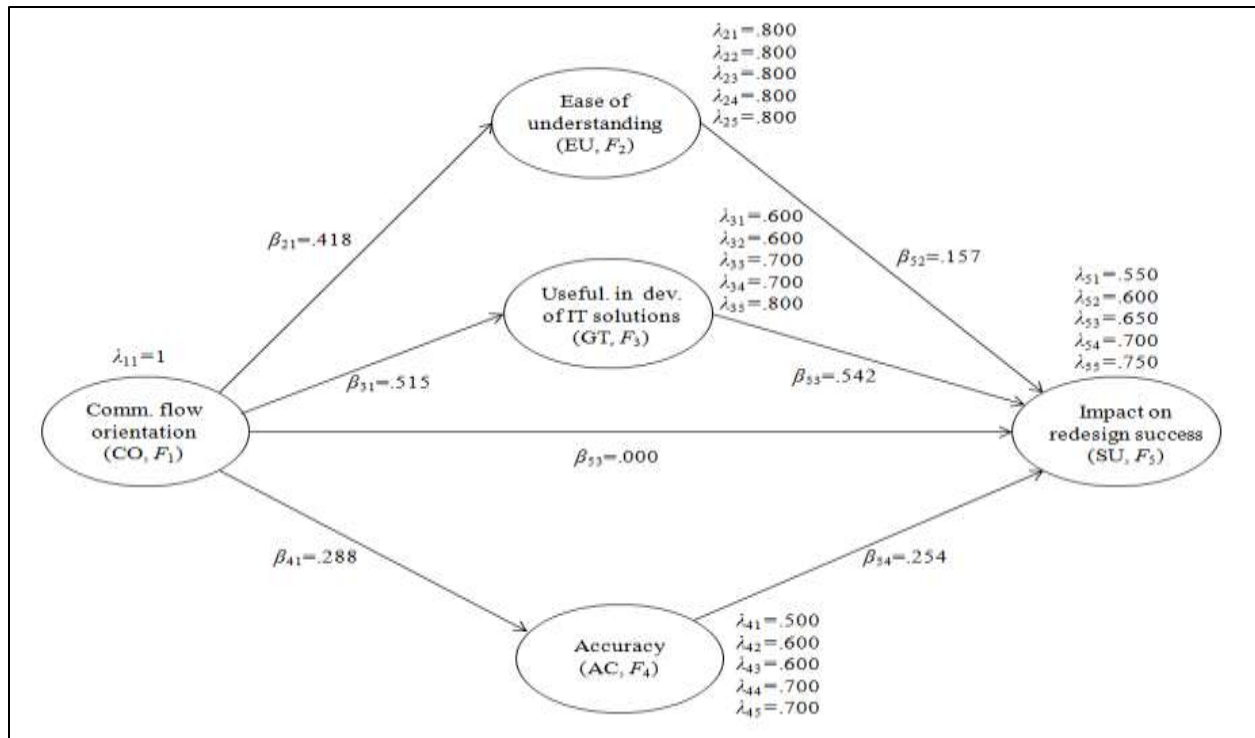 λ21=.800
λ22=.800
λ23=.800
λ24=.800
λ25=.800
Ease of
understanding
(EU, F2)
β21=.418
β52=.157
λ31=.600
λ32=.600
λ33=.700
λ34=.700
λ35=.800
Useful. in dev.
of IT solutions
(GT, F3)
β31=.515
β53=.542
λ51=.550
λ52=.600
λ53=.650
λ54=.700
λ55=.750
λ11=1
Comm. flow
orientation
(CO, F1)
β53=.000
Impact on
redesign success
(SU, F5)
β41=.288
β54=.254
Accuracy
(AC, F4)
λ41=.500
λ42=.600
λ43=.600
λ44=.700
λ45=.700